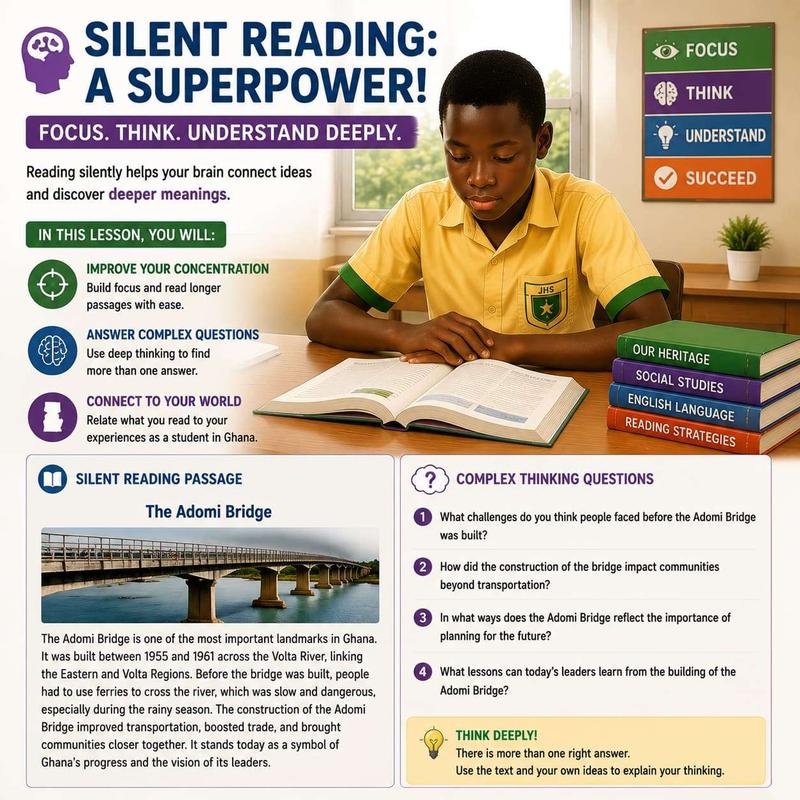 SILENT READING:
A SUPERPOWER!
FOCUS. THINK. UNDERSTAND DEEPLY.
Reading silently helps your brain connect ideas
and discover deeper meanings.
IN THIS LESSON, YOU WILL:
IMPROVE YOUR CONCENTRATION
Build focus and read longer
passages with ease.
ANSWER COMPLEX QUESTIONS
Use deep thinking to find
more than one answer.
CONNECT TO YOUR WORLD
Relate what you read to your
experiences as a student in Ghana.
FOCUS
THINK
UNDERSTAND
SUCCEED
JHS
OUR HERITAGE
SOCIAL STUDIES
ENGLISH LANGUAGE
READING STRATEGIES
SILENT READING PASSAGE
The Adomi Bridge
The Adomi Bridge is one of the most important landmarks in Ghana.
It was built between 1955 and 1961 across the Volta River, linking
the Eastern and Volta Regions. Before the bridge was built, people
had to use ferries to cross the river, which was slow and dangerous,
especially during the rainy season. The construction of the Adomi
Bridge improved transportation, boosted trade, and brought
communities closer together. It stands today as a symbol of
Ghana's progress and the vision of its leaders.
? COMPLEX THINKING QUESTIONS
1 What challenges do you think people faced before the Adomi Bridge
was built?
2 How did the construction of the bridge impact communities
beyond transportation?
3 In what ways does the Adomi Bridge reflect the importance of
planning for the future?
4 What lessons can today's leaders learn from the building of the
Adomi Bridge?
THINK DEEPLY!
There is more than one right answer.
Use the text and your own ideas to explain your thinking.